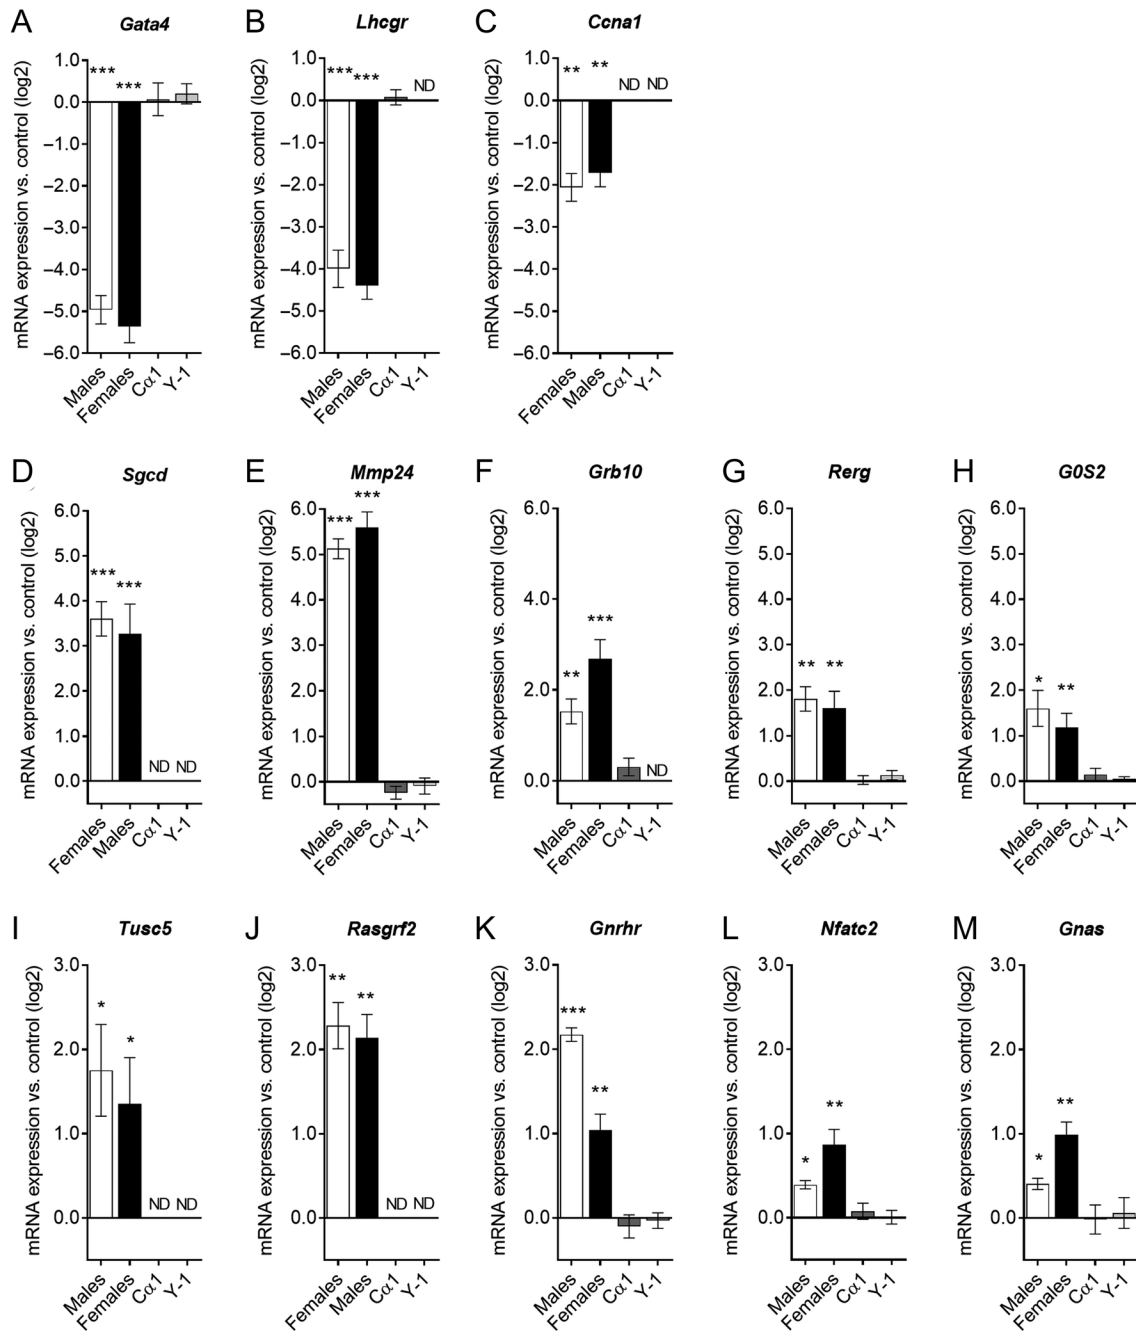 A
Gata4
mRNA expression vs. control (log2)
1.0
0.0
–1.0
–2.0
–3.0
–4.0
–5.0
–6.0
***
***
Males
Females
Cα1
Y-1
B
Lhcgr
mRNA expression vs. control (log2)
1.0
0.0
–1.0
–2.0
–3.0
–4.0
–5.0
–6.0
***
***
ND
Males
Females
Cα1
Y-1
C
Ccna1
mRNA expression vs. control (log2)
1.0
0.0
–1.0
–2.0
–3.0
–4.0
–5.0
–6.0
**
**
ND ND
Females
Males
Cα1
Y-1
D
Sgcd
mRNA expression vs. control (log2)
6.0
5.0
4.0
3.0
2.0
1.0
0.0
***
***
ND ND
Females
Males
Cα1
Y-1
E
Mmp24
mRNA expression vs. control (log2)
6.0
5.0
4.0
3.0
2.0
1.0
0.0
***
***
Males
Females
Cα1
Y-1
F
Grb10
mRNA expression vs. control (log2)
6.0
4.0
2.0
0.0
**
***
ND
Males
Females
Cα1
Y-1
G
Rerg
mRNA expression vs. control (log2)
6.0
5.0
4.0
3.0
2.0
1.0
0.0
**
**
Males
Females
Cα1
Y-1
H
G0S2
mRNA expression vs. control (log2)
6.0
5.0
4.0
3.0
2.0
1.0
0.0
*
**
Males
Females
Cα1
Y-1
I
Tusc5
mRNA expression vs. control (log2)
3.0
2.0
1.0
0.0
*
*
ND ND
Males
Females
Cα1
Y-1
J
Rasgrf2
mRNA expression vs. control (log2)
3.0
2.0
1.0
0.0
**
**
ND ND
Females
Males
Cα1
Y-1
K
Gnrhr
mRNA expression vs. control (log2)
3.0
2.0
1.0
0.0
***
**
Males
Females
Cα1
Y-1
L
Nfatc2
mRNA expression vs. control (log2)
3.0
2.0
1.0
0.0
*
**
Males
Females
Cα1
Y-1
M
Gnas
mRNA expression vs. control (log2)
3.0
2.0
1.0
0.0
*
**
Males
Females
Cα1
Y-1